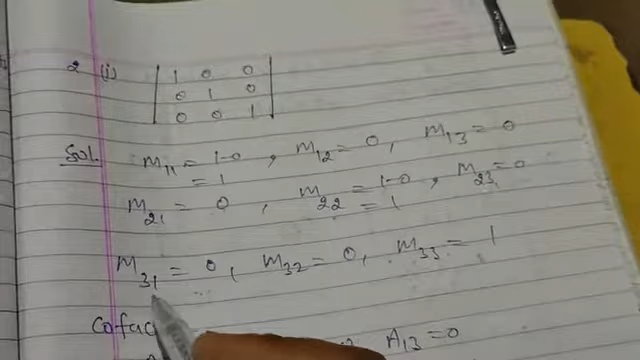 2 (i) | 1 0 0 |
| 0 1 0 |
| 0 0 1 |
Sol. M₁₁ = 1-0 , M₁₂ = 0, M₁₃ = 0
= 1
M₂₁ = 0 , M₂₂ = 1-0 , M₂₃ = 0
= 1
M₃₁ = 0, M₃₂ = 0, M₃₃ = 1
A₁₃ = 0